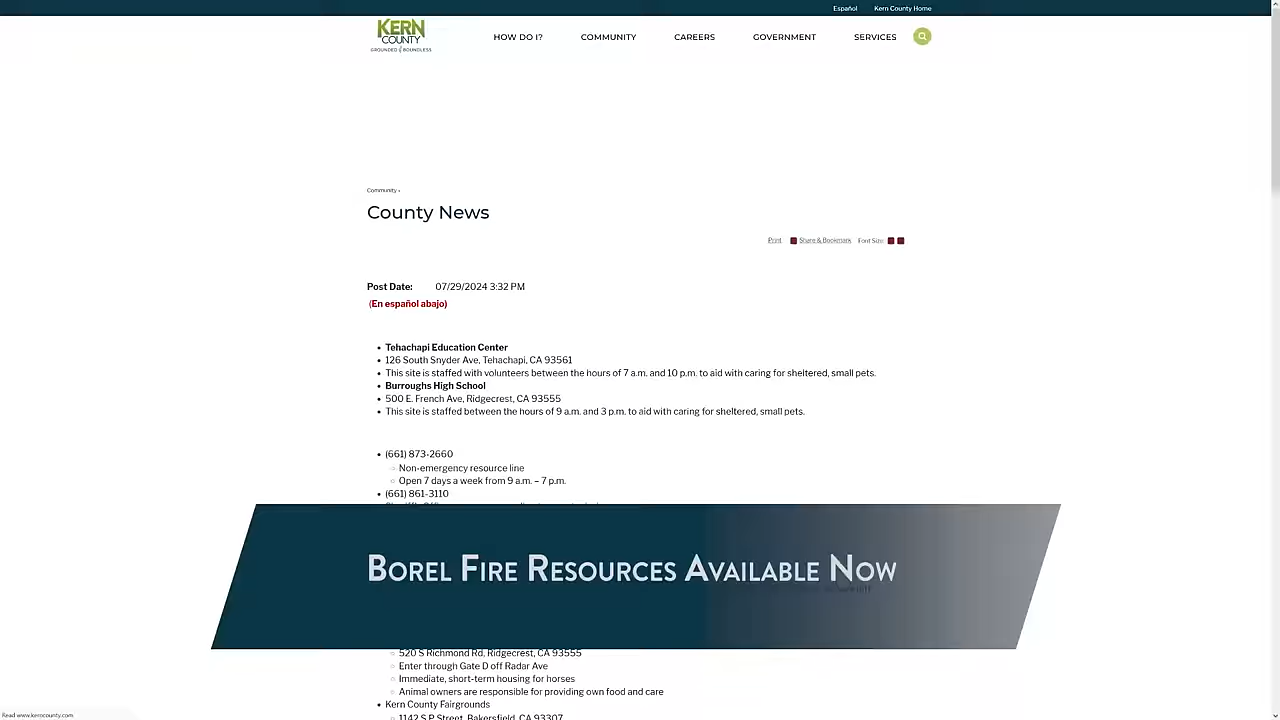 Español Kern County Home
KERN
COUNTY
GROUNDED & BOUNDLESS
HOW DO I? COMMUNITY CAREERS GOVERNMENT SERVICES
Community ›
County News
Print Share & Bookmark Font Size:
Post Date: 07/29/2024 3:32 PM
(En español abajo)
• Tehachapi Education Center
• 126 South Snyder Ave, Tehachapi, CA 93561
• This site is staffed with volunteers between the hours of 7 a.m. and 10 p.m. to aid with caring for sheltered, small pets.
• Burroughs High School
• 500 E. French Ave, Ridgecrest, CA 93555
• This site is staffed between the hours of 9 a.m. and 3 p.m. to aid with caring for sheltered, small pets.
• (661) 873-2660
○ Non-emergency resource line
○ Open 7 days a week from 9 a.m. – 7 p.m.
• (661) 861-3110
Borel Fire Resources Available Now
○ 520 S Richmond Rd, Ridgecrest, CA 93555
○ Enter through Gate D off Radar Ave
○ Immediate, short-term housing for horses
○ Animal owners are responsible for providing own food and care
• Kern County Fairgrounds
○ 1142 S P Street, Bakersfield, CA 93307
Read www.kerncounty.com